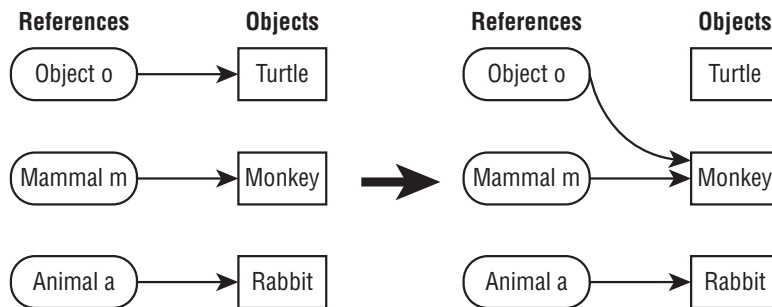 References Objects References Objects
Object o Turtle Object o Turtle
Mammal m Monkey Mammal m Monkey
Animal a Rabbit Animal a Rabbit